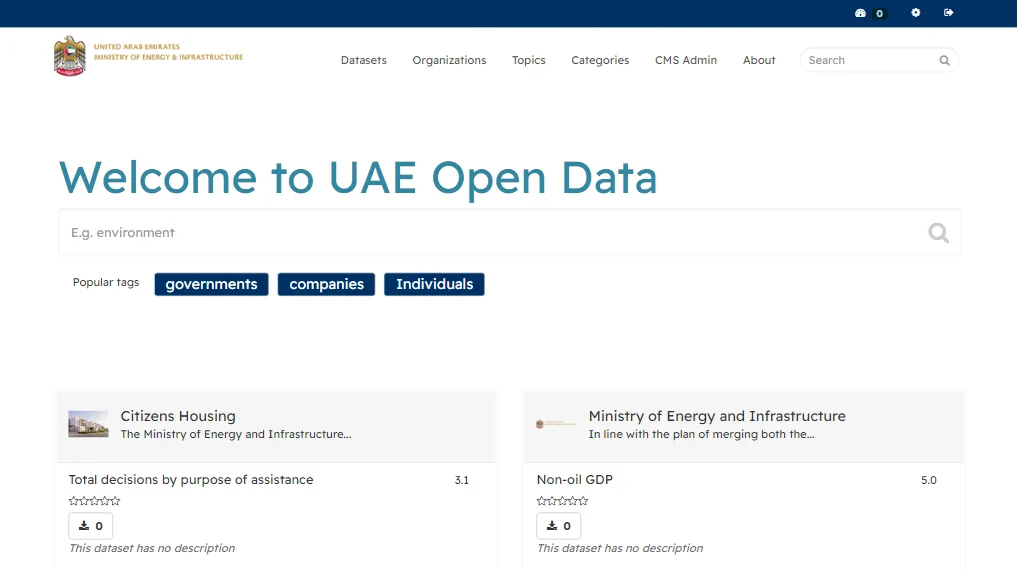 0
UNITED ARAB EMIRATES
MINISTRY OF ENERGY & INFRASTRUCTURE
Datasets
Organizations
Topics
Categories
CMS Admin
About
Search
Welcome to UAE Open Data
E.g. environment
Popular tags
governments
companies
Individuals
Citizens Housing
The Ministry of Energy and Infrastructure...
Total decisions by purpose of assistance
3.1
0
This dataset has no description
Ministry of Energy and Infrastructure
In line with the plan of merging both the...
Non-oil GDP
5.0
0
This dataset has no description